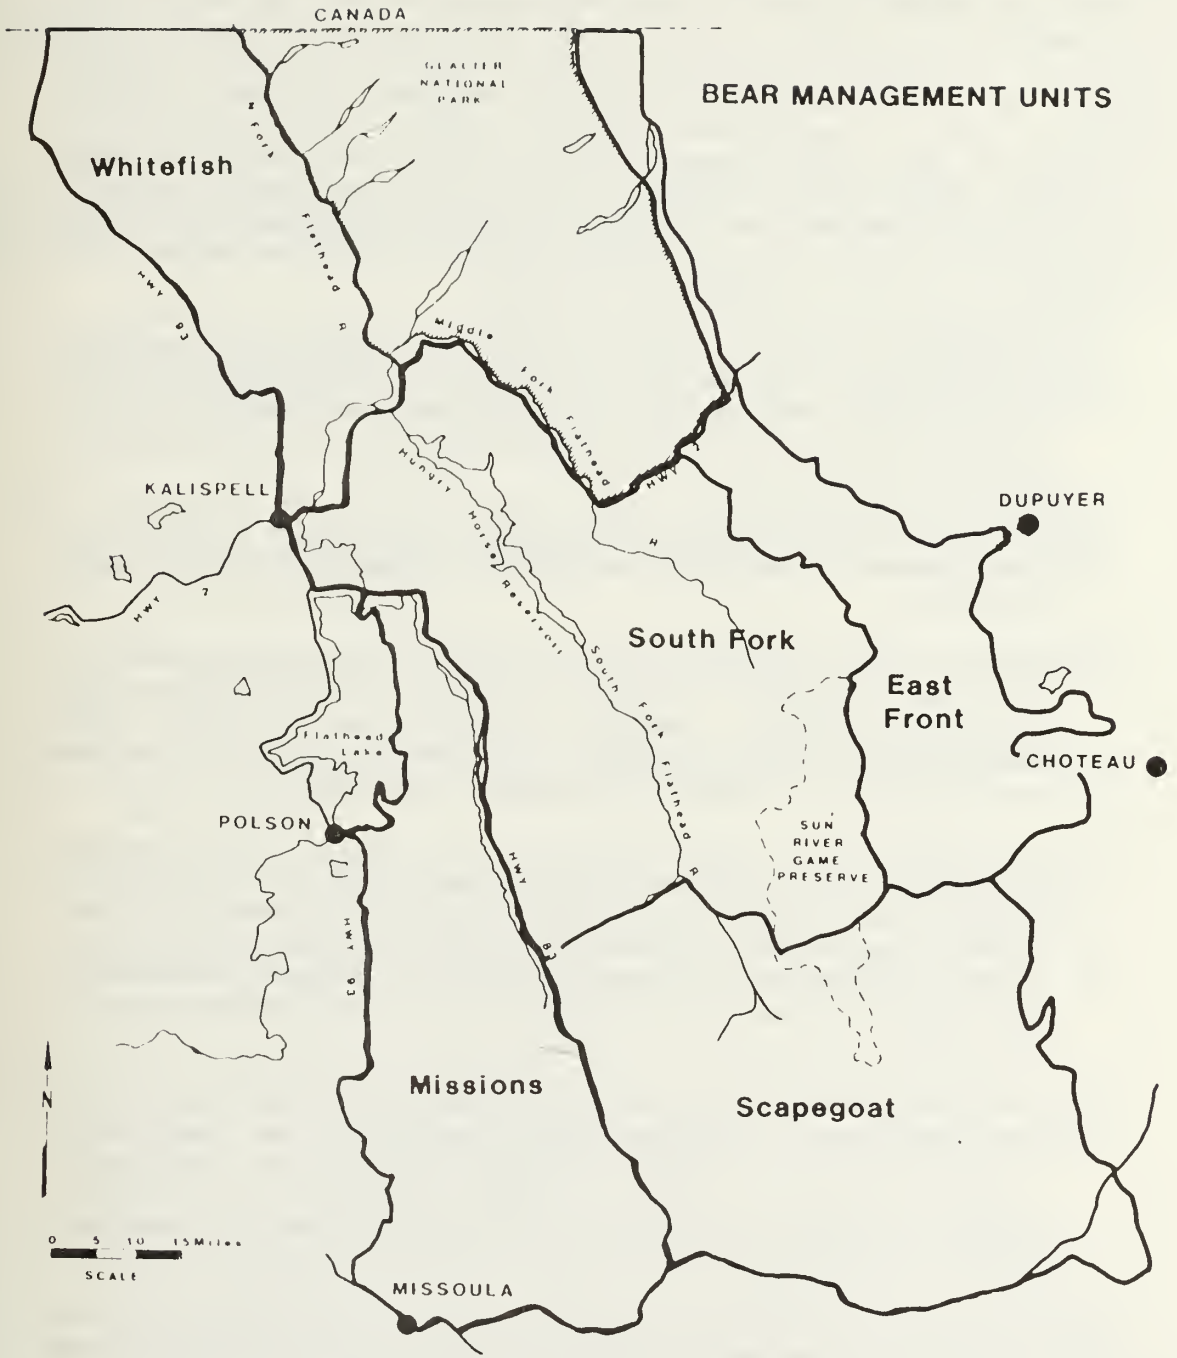 CANADA
GLACIER
NATIONAL
PARK
BEAR MANAGEMENT UNITS
Fork
Whitefish
Flathead R
HWY 93
Middle Fork Flathead
HWY
KALISPELL
Hungry Horse Reservoir
DUPUYER
HWY 2
South Fork
East
Front
South Fork Flathead R
Flathead
Lake
CHOTEAU
POLSON
SUN
RIVER
GAME
PRESERVE
HWY 83
HWY 93
Missions
Scapegoat
N
0 5 10 15 Miles
SCALE
MISSOULA